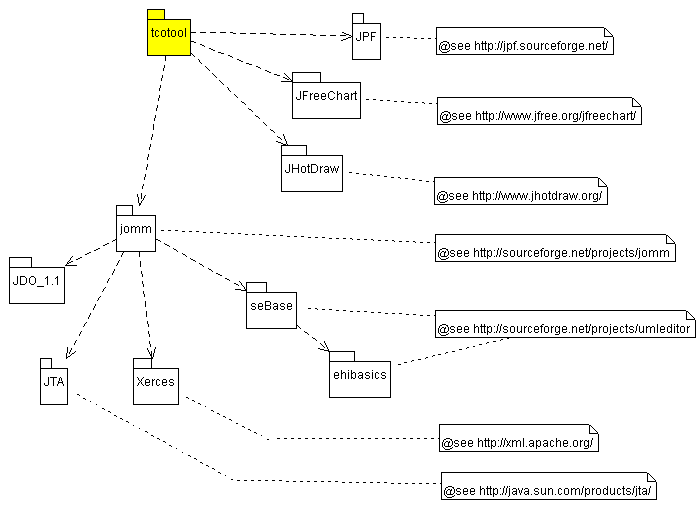 tcotool
JPF
@see http://jpf.sourceforge.net/
JFreeChart
@see http://www.jfree.org/jfreechart/
JHotDraw
@see http://www.jhotdraw.org/
jomm
@see http://sourceforge.net/projects/jomm
JDO_1.1
seBase
@see http://sourceforge.net/projects/umleditor
ehibasics
JTA
Xerces
@see http://xml.apache.org/
@see http://java.sun.com/products/jta/